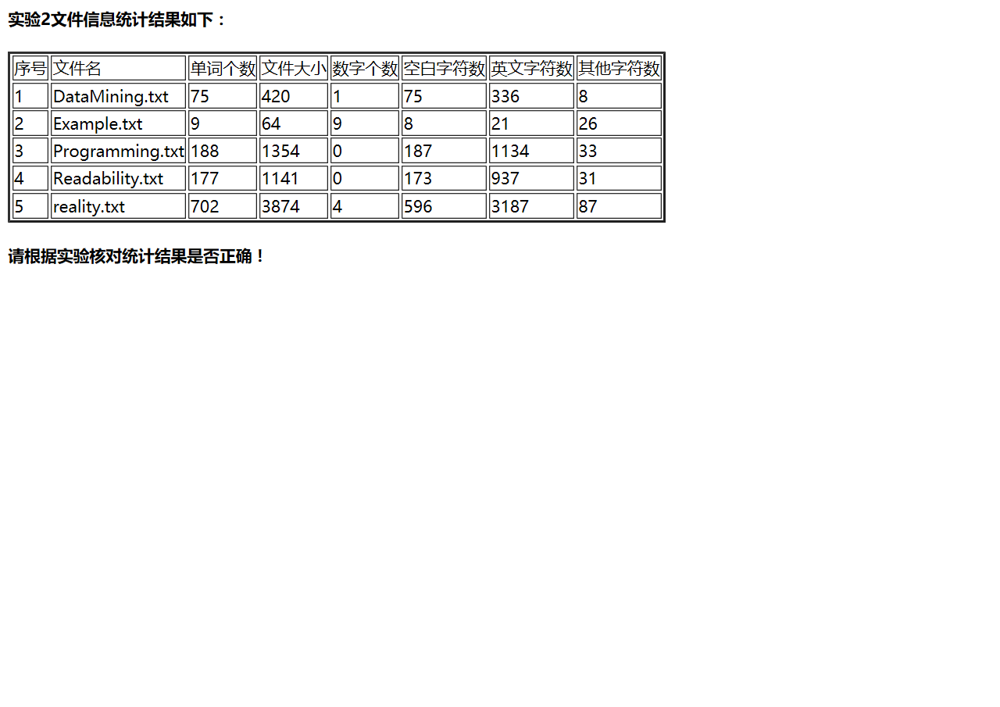 实验2文件信息统计结果如下：
序号 文件名 单词个数 文件大小 数字个数 空白字符数 英文字符数 其他字符数
1 DataMining.txt 75 420 1 75 336 8
2 Example.txt 9 64 9 8 21 26
3 Programming.txt 188 1354 0 187 1134 33
4 Readability.txt 177 1141 0 173 937 31
5 reality.txt 702 3874 4 596 3187 87
请根据实验核对统计结果是否正确！